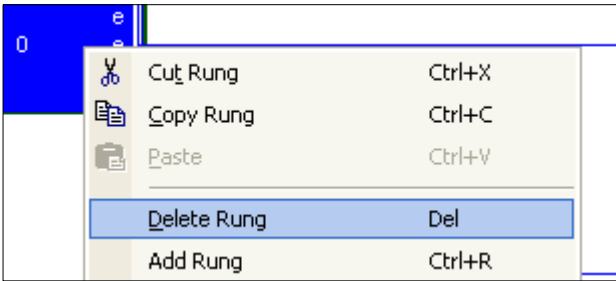 e
0 e
Cut Rung Ctrl+X
Copy Rung Ctrl+C
Paste Ctrl+V
Delete Rung Del
Add Rung Ctrl+R